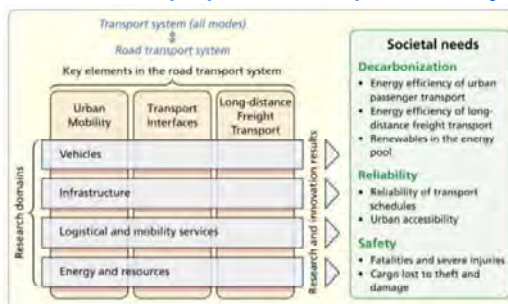 Transport system (all modes)
Road transport system
Key elements in the road transport system
Urban
Mobility
Transport
Interfaces
Long-distance
Freight
Transport
Research domains
Vehicles
Infrastructure
Logistical and mobility services
Energy and resources
Research and innovation results
Societal needs
Decarbonization
• Energy efficiency of urban
passenger transport
• Energy efficiency of long-
distance freight transport
• Renewables in the energy
pool
Reliability
• Reliability of transport
schedules
• Urban accessibility
Safety
• Fatalities and severe injuries
• Cargo lost to theft and
damage